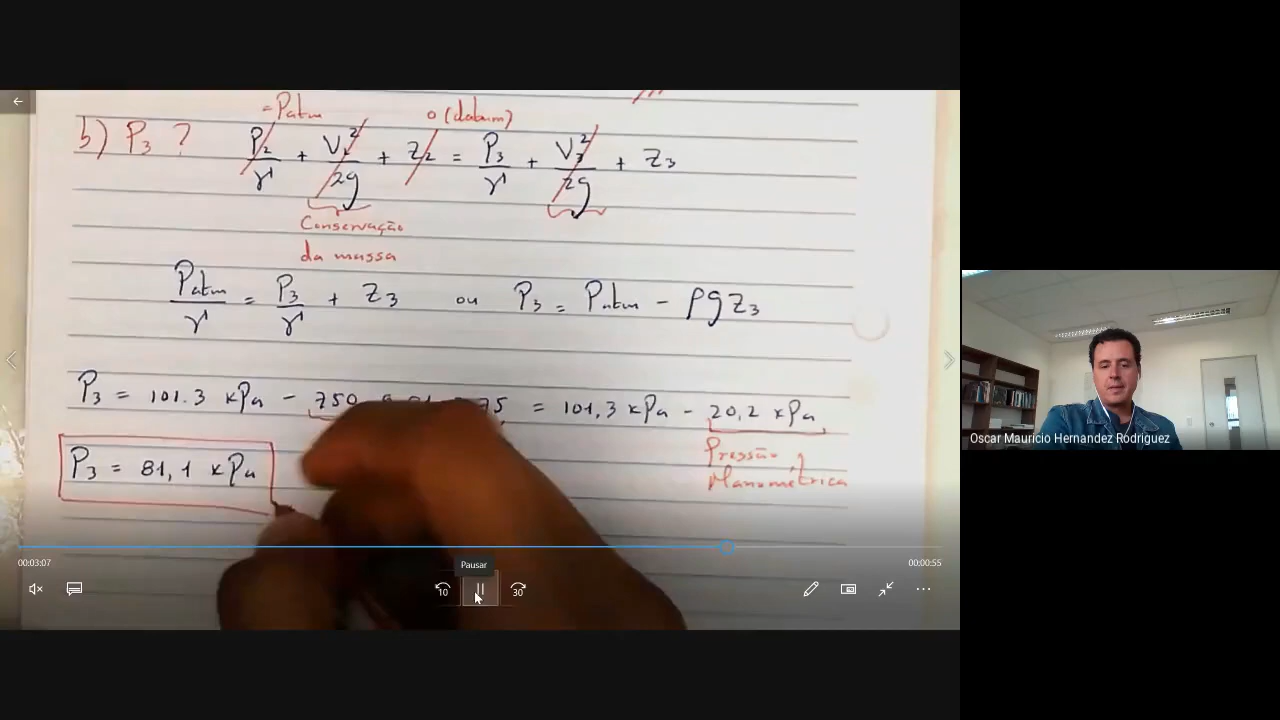 = Patm
0 (datum)
b) P3 ? P2/γ + V2²/2g + Z2 = P3/γ + V3²/2g + Z3
Conservação
da massa
Patm/γ = P3/γ + Z3 ou P3 = Patm - ρgZ3
P3 = 101.3 kPa - 750 75 = 101,3 kPa - 20,2 kPa
Pressão
Manométrica
P3 = 81,1 kPa
Pausar
00:03:07
00:00:55
10
30
Oscar Mauricio Hernandez Rodriguez